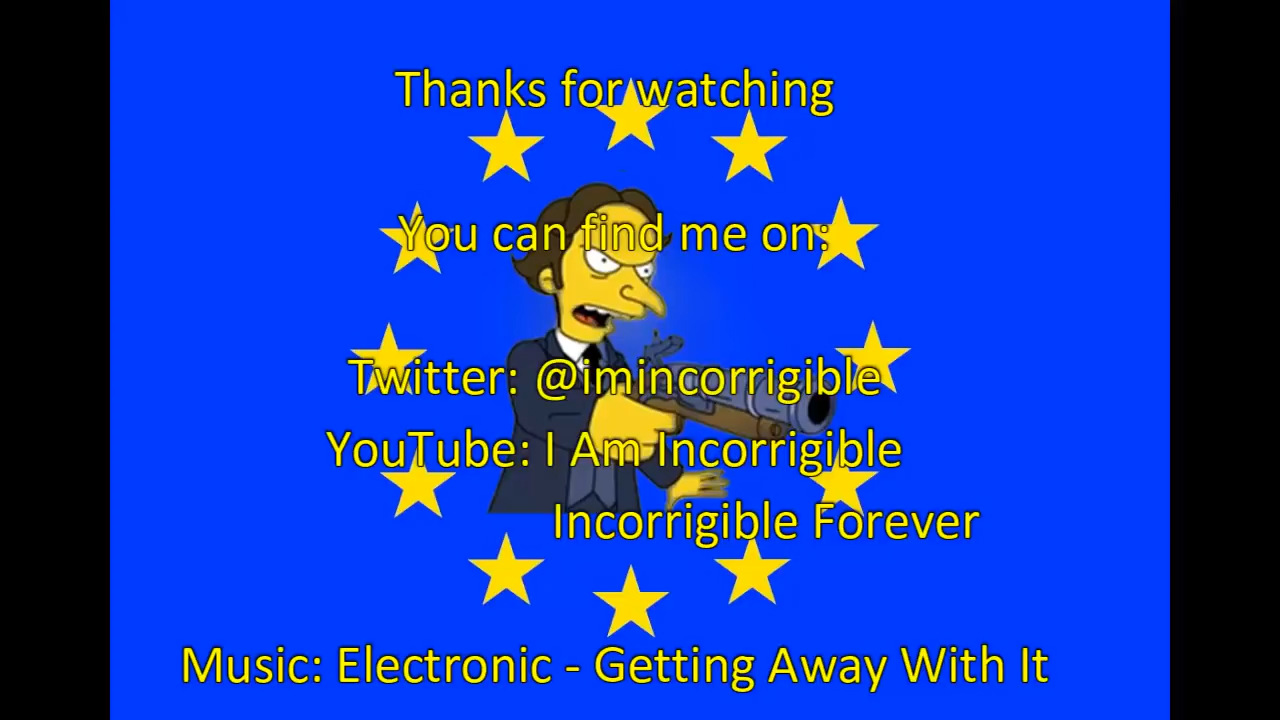 Thanks for watching
You can find me on:
Twitter: @imincorrigible
YouTube: I Am Incorrigible
Incorrigible Forever
Music: Electronic - Getting Away With It